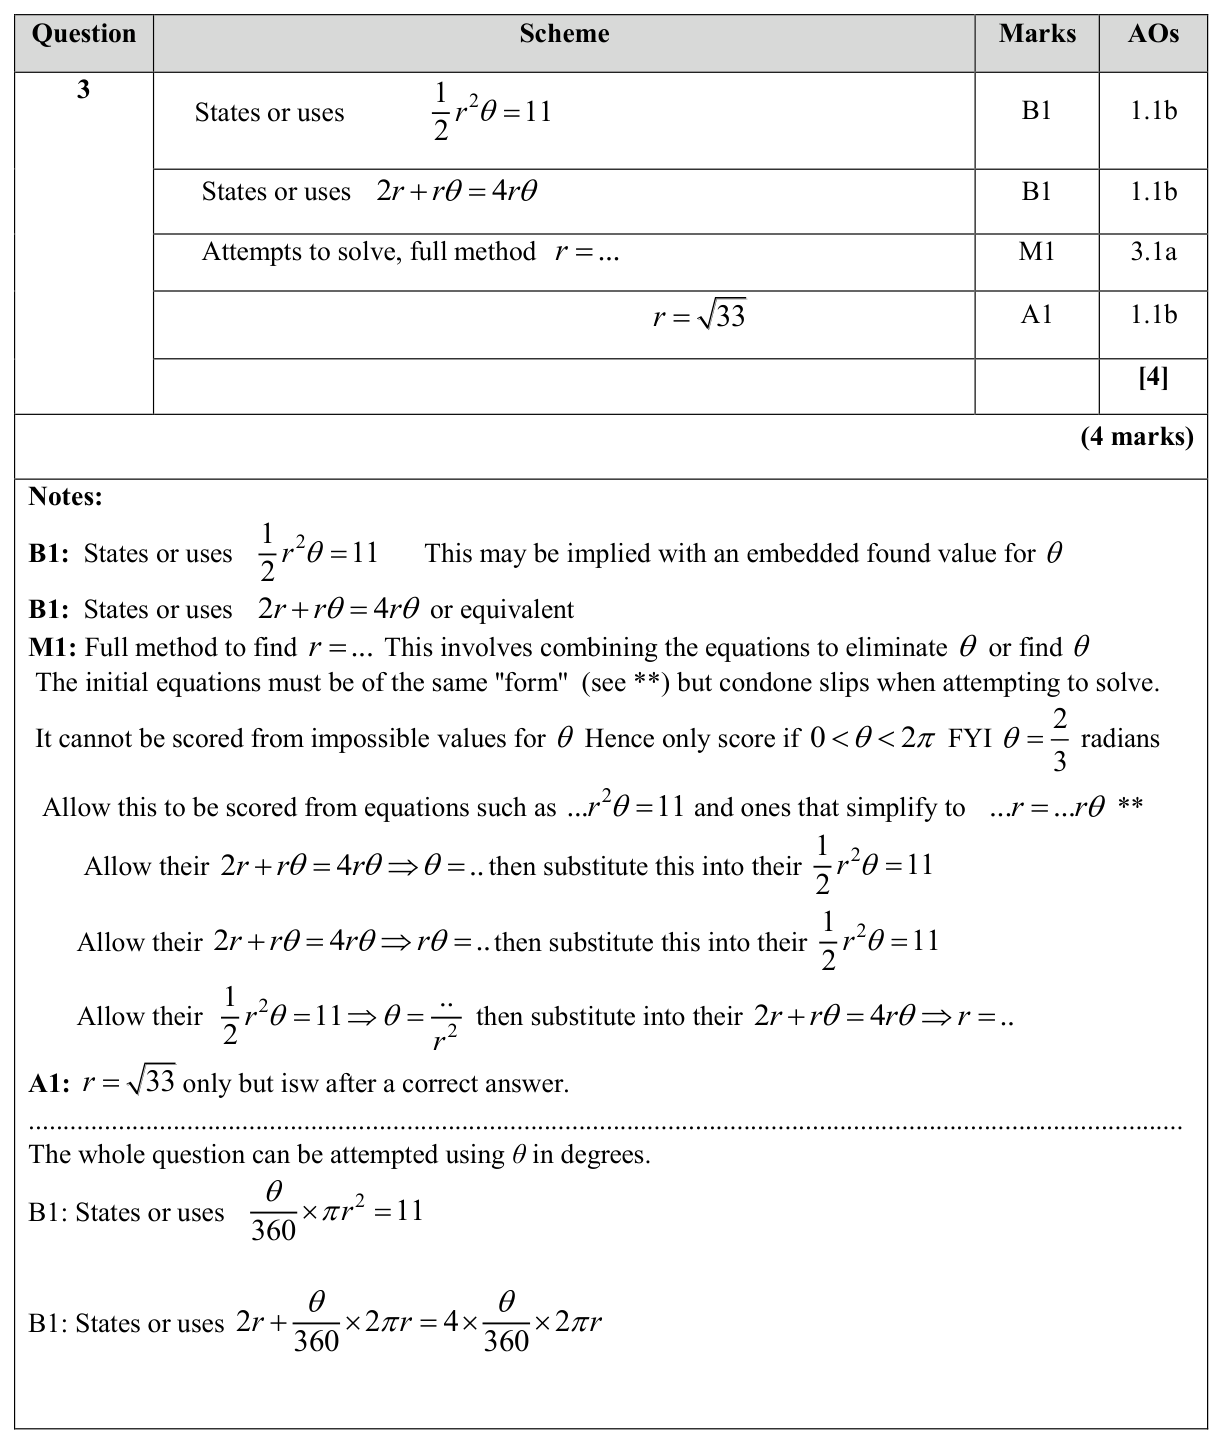 Question Scheme Marks AOs
3 States or uses 1/2 r²θ = 11 B1 1.1b
States or uses 2r + rθ = 4rθ B1 1.1b
Attempts to solve, full method r = ... M1 3.1a
r = √33 A1 1.1b
[4]
(4 marks)
Notes:
B1: States or uses 1/2 r²θ = 11 This may be implied with an embedded found value for θ
B1: States or uses 2r + rθ = 4rθ or equivalent
M1: Full method to find r = ... This involves combining the equations to eliminate θ or find θ
The initial equations must be of the same "form" (see **) but condone slips when attempting to solve.
It cannot be scored from impossible values for θ Hence only score if 0 < θ < 2π FYI θ = 2/3 radians
Allow this to be scored from equations such as ...r²θ = 11 and ones that simplify to ...r = ...rθ **
Allow their 2r + rθ = 4rθ ⇒ θ = .. then substitute this into their 1/2 r²θ = 11
Allow their 2r + rθ = 4rθ ⇒ rθ = .. then substitute this into their 1/2 r²θ = 11
Allow their 1/2 r²θ = 11 ⇒ θ = ../r² then substitute into their 2r + rθ = 4rθ ⇒ r = ..
A1: r = √33 only but isw after a correct answer.
The whole question can be attempted using θ in degrees.
B1: States or uses θ/360 × πr² = 11
B1: States or uses 2r + θ/360 × 2πr = 4 × θ/360 × 2πr